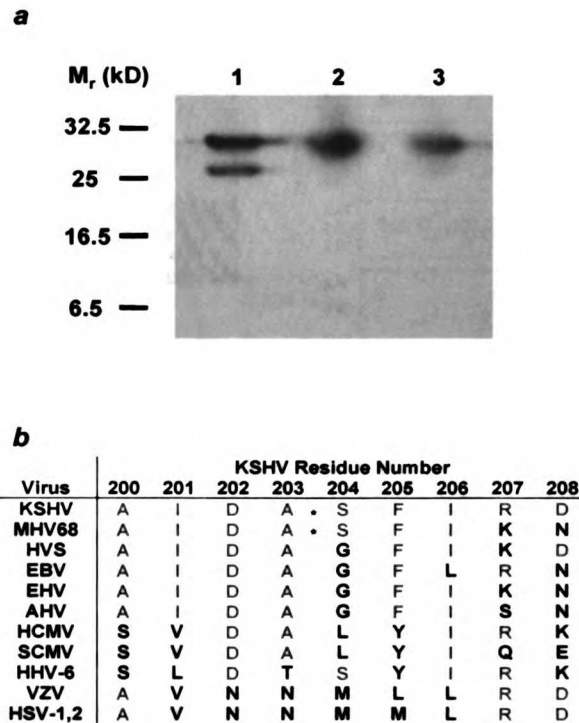 a
M_r (kD) 1 2 3
32.5
25
16.5
6.5
b
KSHV Residue Number
Virus 200 201 202 203 204 205 206 207 208
KSHV A I D A * S F I R D
MHV68 A I D A * S F I K N
HVS A I D A G F I K D
EBV A I D A G F L R N
EHV A I D A G F I K N
AHV A I D A G F I S N
HCMV S V D A L Y I R K
SCMV S V D A L Y I Q E
HHV-6 S L D T S Y I R K
VZV A V N N M L L R D
HSV-1,2 A V N N M M L R D